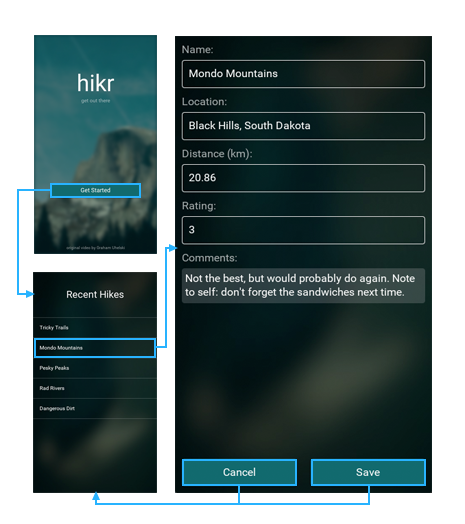 hikr
get out there
Get Started
original video by Graham Uhelski
Recent Hikes
Tricky Trails
Mondo Mountains
Pesky Peaks
Rad Rivers
Dangerous Dirt
Name:
Mondo Mountains
Location:
Black Hills, South Dakota
Distance (km):
20.86
Rating:
3
Comments:
Not the best, but would probably do again. Note
to self: don't forget the sandwiches next time.
Cancel
Save